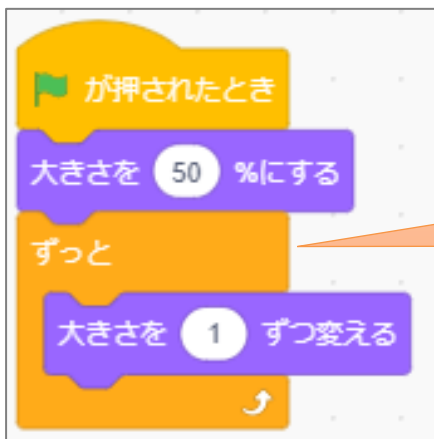 が押されたとき
大きさを 50 %にする
ずっと
大きさを 1 ずつ変える